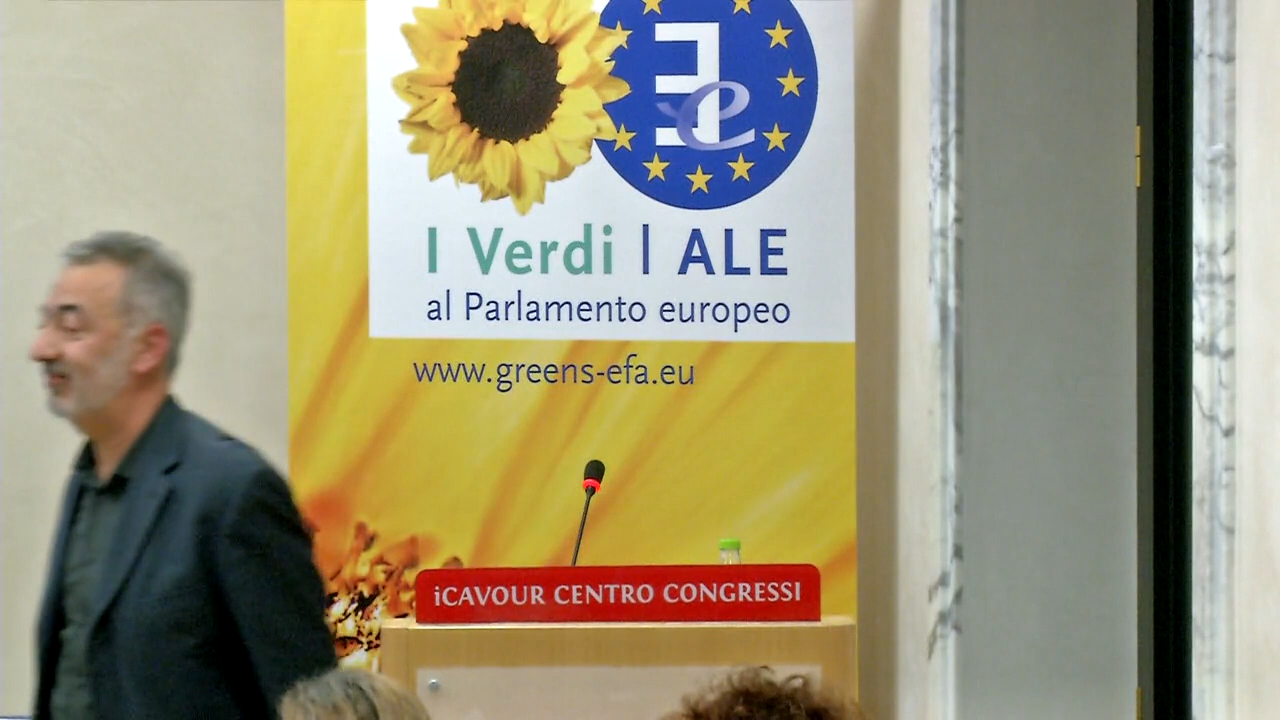 I Verdi | ALE
al Parlamento europeo
www.greens-efa.eu
iCAVOUR CENTRO CONGRESSI